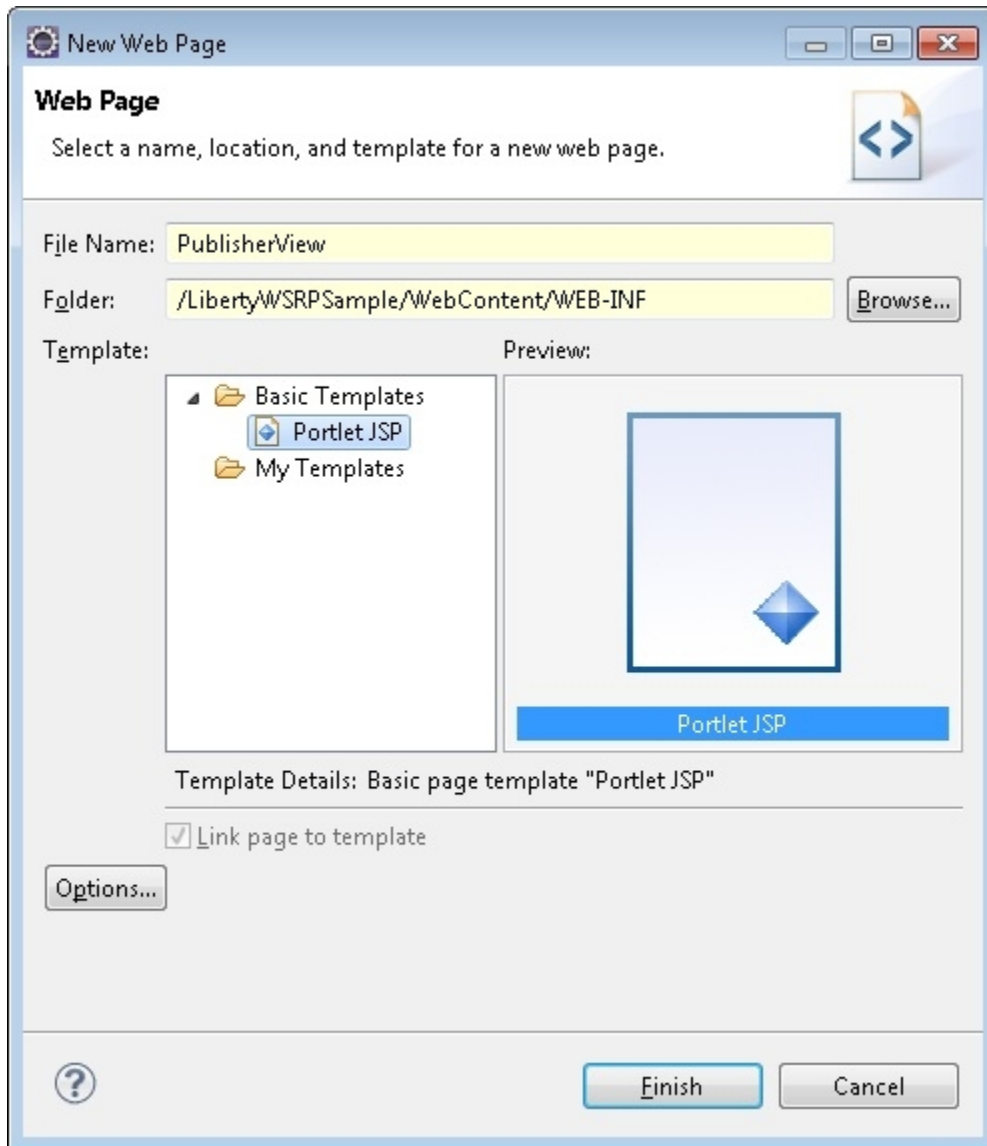 New Web Page
Web Page
Select a name, location, and template for a new web page.
File Name: PublisherView
Folder: /LibertyWSRPSample/WebContent/WEB-INF Browse...
Template: Preview:
Basic Templates
Portlet JSP
My Templates
Portlet JSP
Template Details: Basic page template "Portlet JSP"
Link page to template
Options...
Finish Cancel